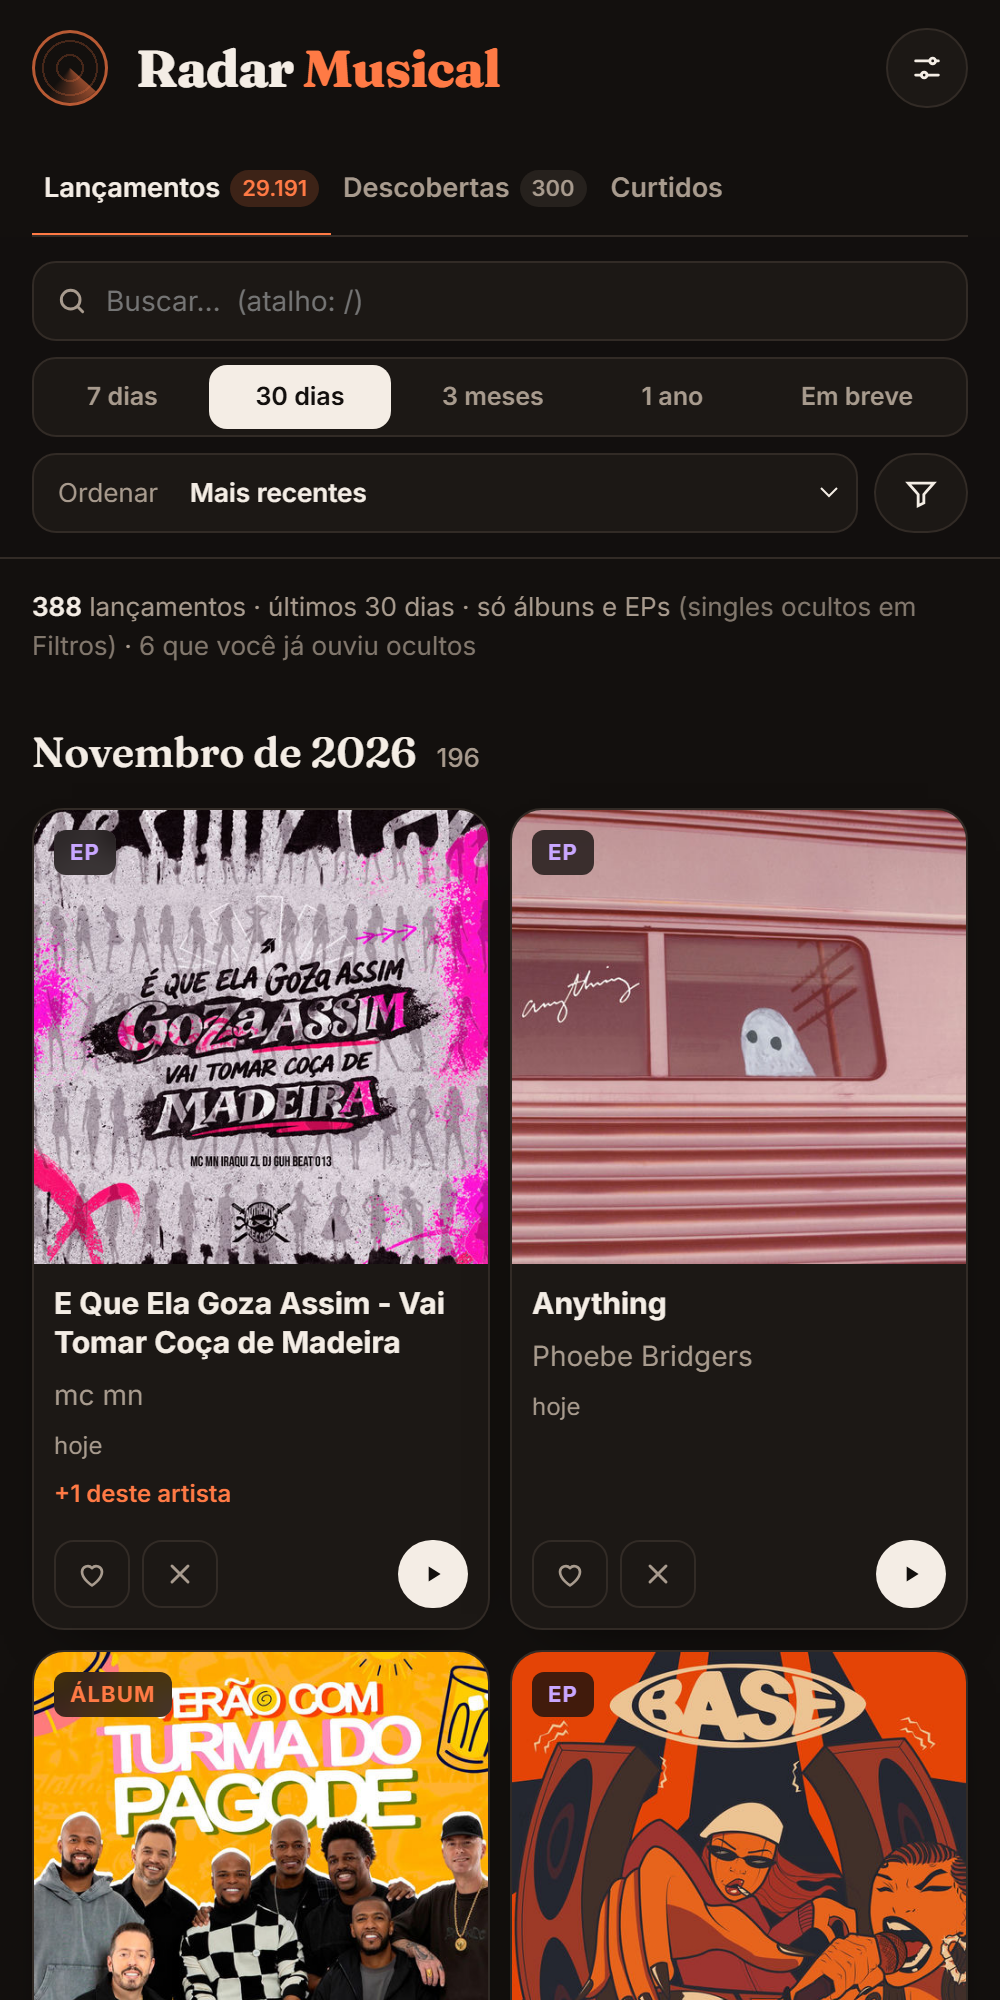 Radar Musical
Lançamentos 29.191 Descobertas 300 Curtidos
Buscar... (atalho: /)
7 dias 30 dias 3 meses 1 ano Em breve
Ordenar Mais recentes
388 lançamentos · últimos 30 dias · só álbuns e EPs (singles ocultos em
Filtros) · 6 que você já ouviu ocultos
Novembro de 2026 196
EP
É QUE ELA GoZa ASSIM
Goza ASSIM
VAI TOMAR COÇA DE
MADEIRA
MC MN IRAQUI ZL DJ GUH BEAT 013
E Que Ela Goza Assim - Vai
Tomar Coça de Madeira
mc mn
hoje
+1 deste artista
EP
anything
Anything
Phoebe Bridgers
hoje
ÁLBUM
VERÃO COM
TURMA DO
PAGODE
EP
BASE